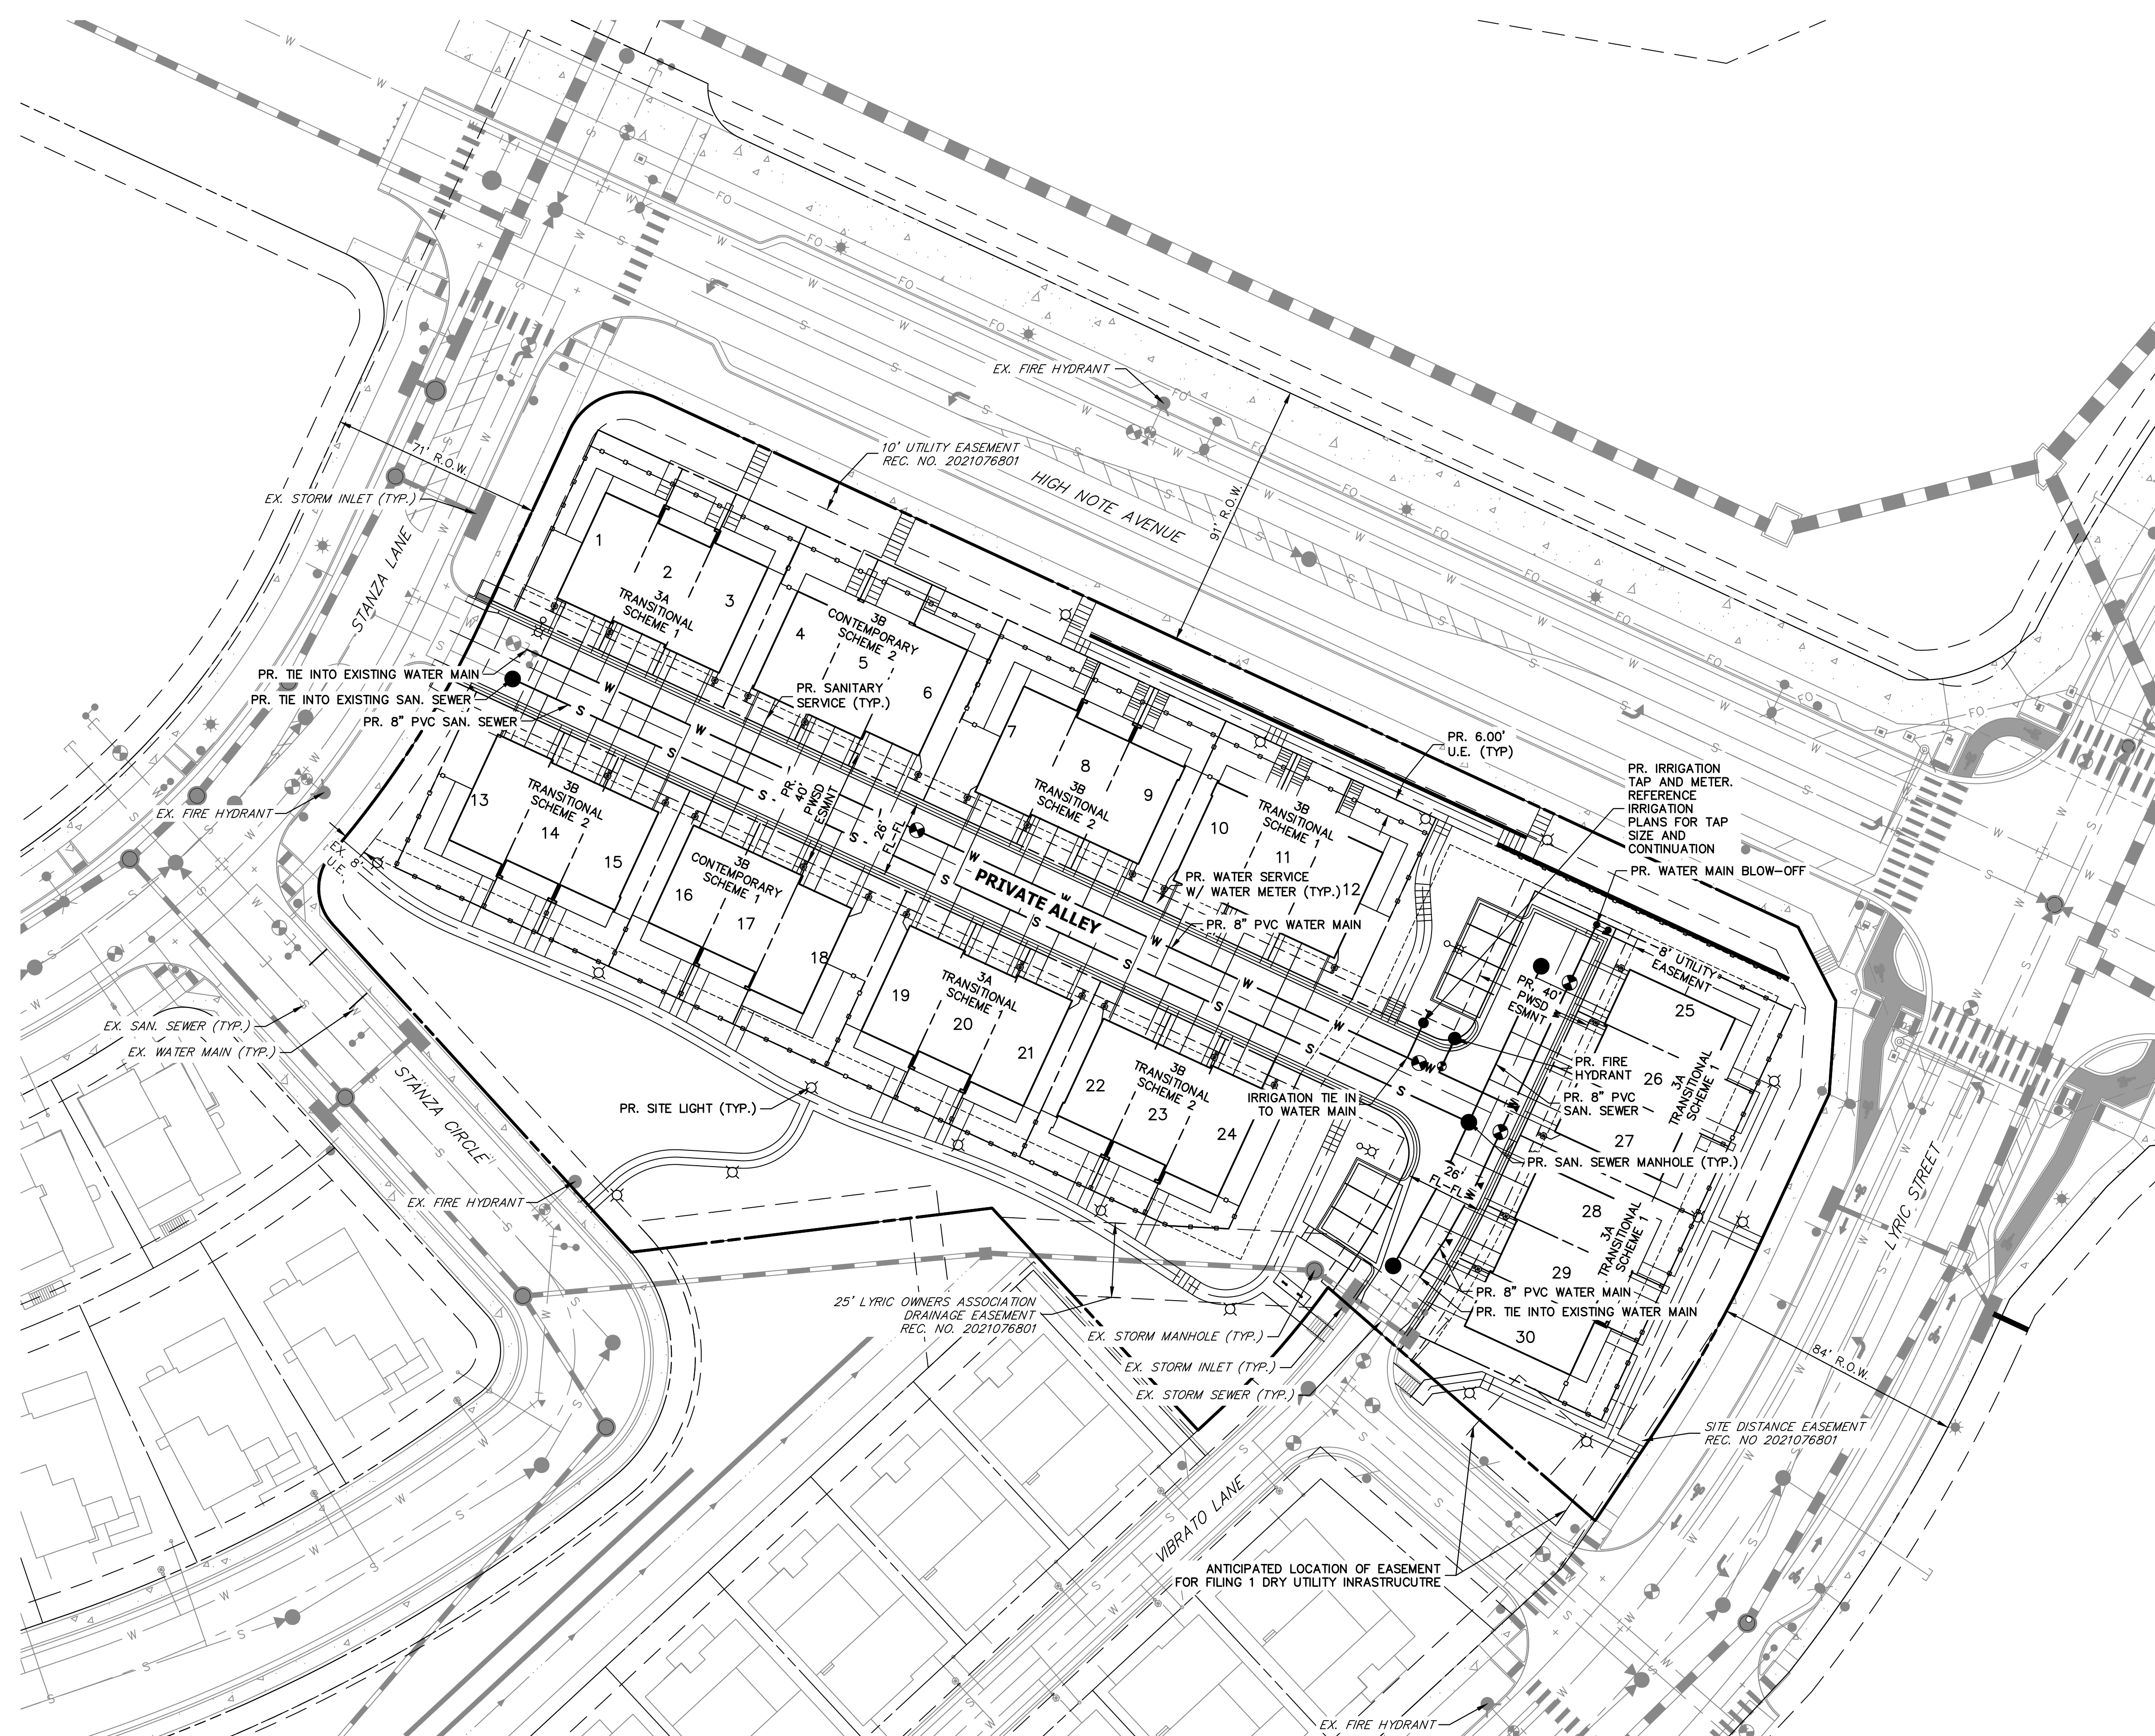 EX. FIRE HYDRANT
71' R.O.W.
10' UTILITY EASEMENT
REC. NO. 2021076801
HIGH NOTE AVENUE
91' R.O.W.
EX. STORM INLET (TYP.)
STANZA LANE
1
2
3
3A
TRANSITIONAL
SCHEME 1
4
5
6
3B
CONTEMPORARY
SCHEME 2
PR. TIE INTO EXISTING WATER MAIN
PR. TIE INTO EXISTING SAN. SEWER
PR. 8" PVC SAN. SEWER
PR. SANITARY
SERVICE (TYP.)
7
8
9
3B
TRANSITIONAL
SCHEME 2
PR. 6.00'
U.E. (TYP)
PR. IRRIGATION
TAP AND METER.
REFERENCE
IRRIGATION
PLANS FOR TAP
SIZE AND
CONTINUATION
10
11
12
3B
TRANSITIONAL
SCHEME 1
PR.
40'
PWSD
ESMNT
26'
FL-FL
EX. FIRE HYDRANT
EX. 8'
U.E.
13
14
15
3B
TRANSITIONAL
SCHEME 2
16
17
18
3B
CONTEMPORARY
SCHEME 1
PRIVATE ALLEY
PR. WATER SERVICE
W/ WATER METER (TYP.)
PR. 8" PVC WATER MAIN
PR. WATER MAIN BLOW-OFF
8' UTILITY
EASEMENT
PR. 40'
PWSD
ESMNT
19
20
21
3A
TRANSITIONAL
SCHEME 1
22
23
24
3B
TRANSITIONAL
SCHEME 2
25
26
27
3A
TRANSITIONAL
SCHEME 1
EX. SAN. SEWER (TYP.)
EX. WATER MAIN (TYP.)
STANZA CIRCLE
PR. SITE LIGHT (TYP.)
IRRIGATION TIE IN
TO WATER MAIN
PR. FIRE
HYDRANT
PR. 8" PVC
SAN. SEWER
PR. SAN. SEWER MANHOLE (TYP.)
26'
FL-FL
28
29
30
3A
TRANSITIONAL
SCHEME 1
LYRIC STREET
EX. FIRE HYDRANT
25' LYRIC OWNERS ASSOCIATION
DRAINAGE EASEMENT
REC. NO. 2021076801
PR. 8" PVC WATER MAIN
PR. TIE INTO EXISTING WATER MAIN
EX. STORM MANHOLE (TYP.)
EX. STORM INLET (TYP.)
EX. STORM SEWER (TYP.)
84' R.O.W.
SITE DISTANCE EASEMENT
REC. NO 2021076801
VIBRATO LANE
ANTICIPATED LOCATION OF EASEMENT
FOR FILING 1 DRY UTILITY INRASTRUCUTRE
EX. FIRE HYDRANT